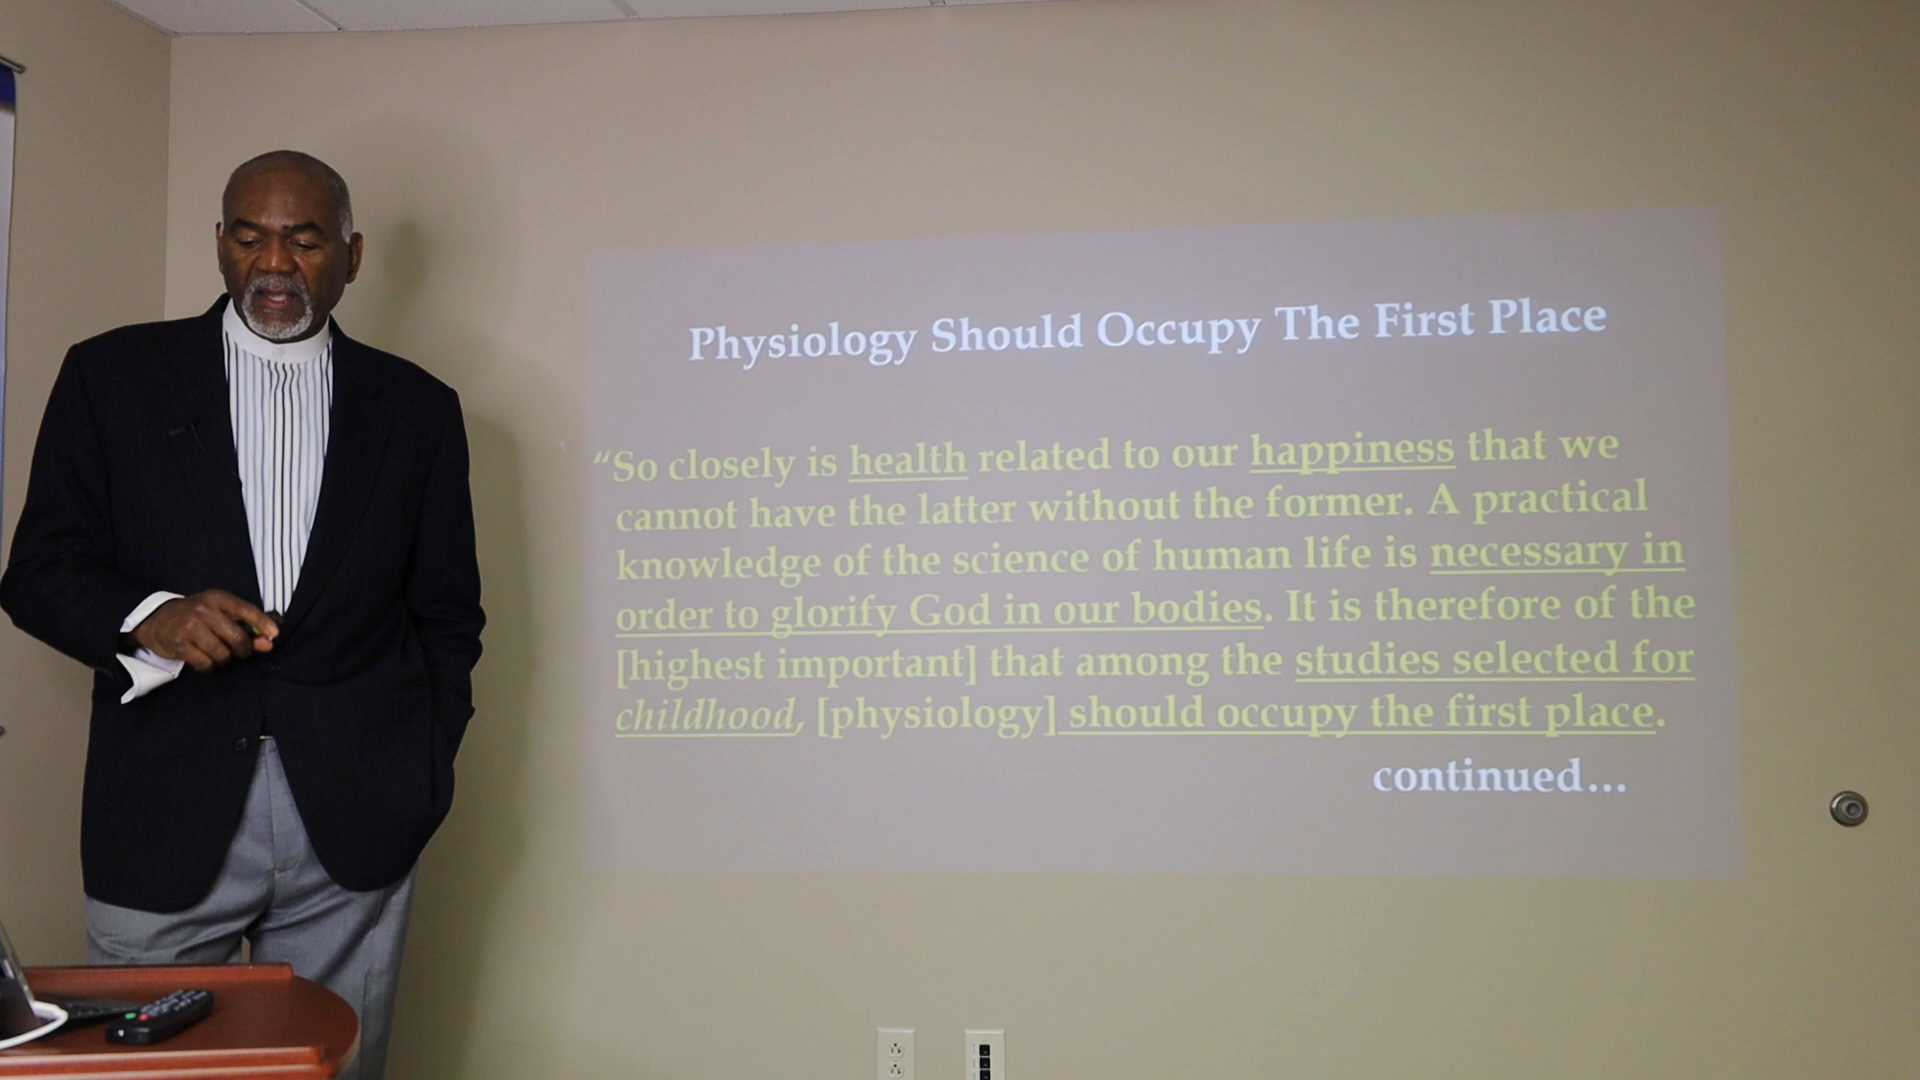 Physiology Should Occupy The First Place
“So closely is health related to our happiness that we
cannot have the latter without the former. A practical
knowledge of the science of human life is necessary in
order to glorify God in our bodies. It is therefore of the
[highest important] that among the studies selected for
childhood, [physiology] should occupy the first place.
continued...